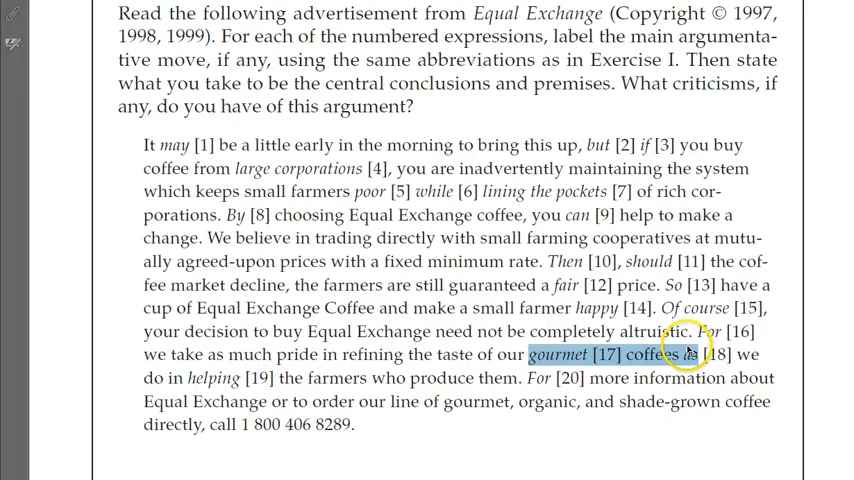 Read the following advertisement from Equal Exchange (Copyright © 1997,
1998, 1999). For each of the numbered expressions, label the main argumenta-
tive move, if any, using the same abbreviations as in Exercise I. Then state
what you take to be the central conclusions and premises. What criticisms, if
any, do you have of this argument?
It may [1] be a little early in the morning to bring this up, but [2] if [3] you buy
coffee from large corporations [4], you are inadvertently maintaining the system
which keeps small farmers poor [5] while [6] lining the pockets [7] of rich cor-
porations. By [8] choosing Equal Exchange coffee, you can [9] help to make a
change. We believe in trading directly with small farming cooperatives at mutu-
ally agreed-upon prices with a fixed minimum rate. Then [10], should [11] the cof-
fee market decline, the farmers are still guaranteed a fair [12] price. So [13] have a
cup of Equal Exchange Coffee and make a small farmer happy [14]. Of course [15],
your decision to buy Equal Exchange need not be completely altruistic. For [16]
we take as much pride in refining the taste of our gourmet [17] coffees as [18] we
do in helping [19] the farmers who produce them. For [20] more information about
Equal Exchange or to order our line of gourmet, organic, and shade-grown coffee
directly, call 1 800 406 8289.